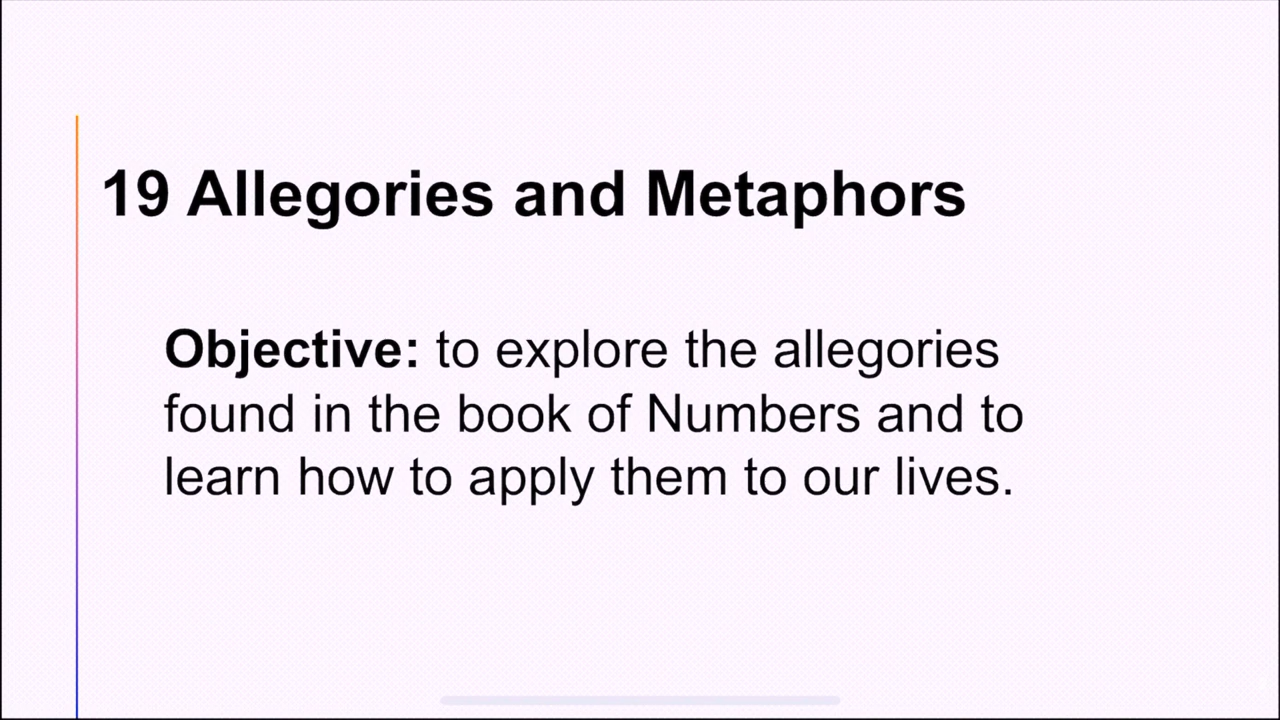 19 Allegories and Metaphors
Objective: to explore the allegories
found in the book of Numbers and to
learn how to apply them to our lives.